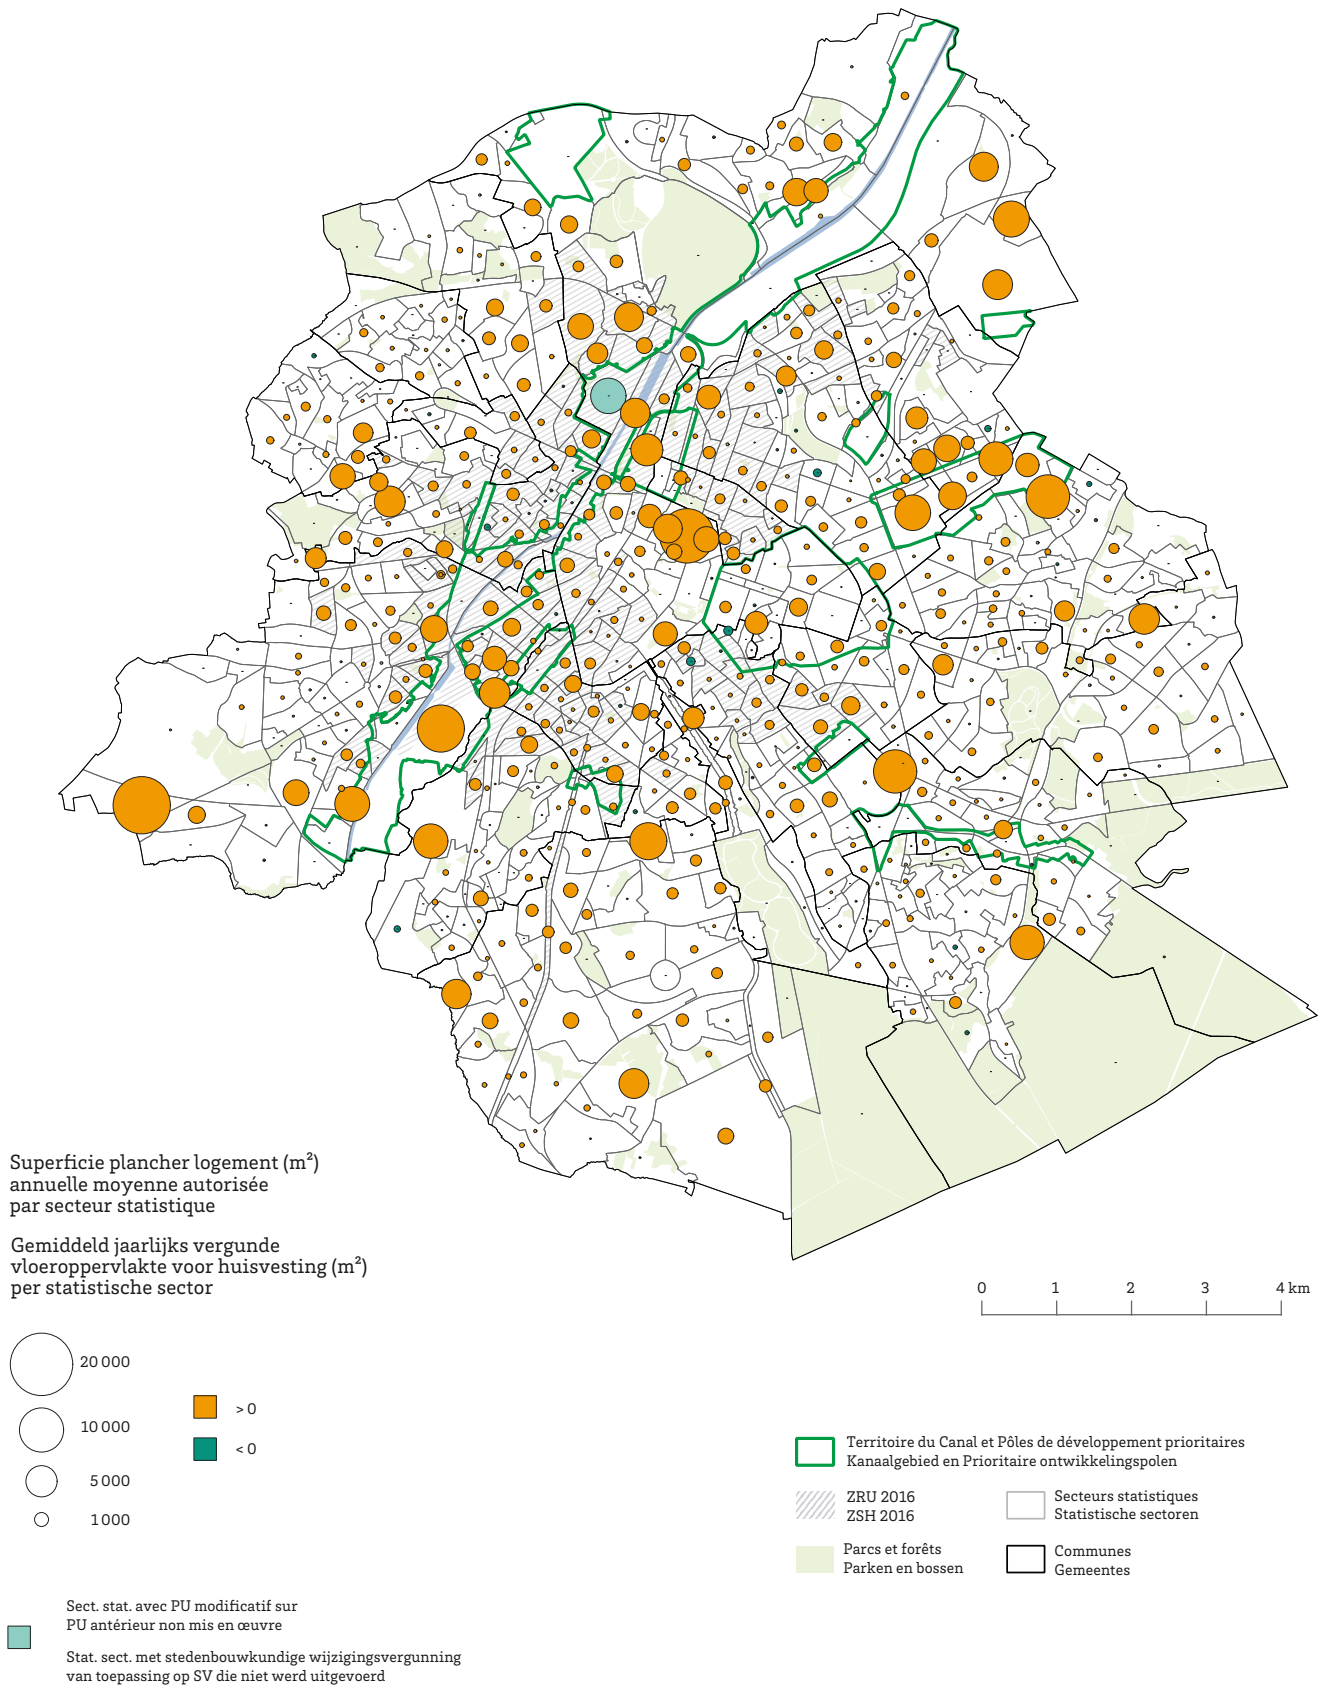 Superficie plancher logement (m²)
annuelle moyenne autorisée
par secteur statistique
Gemiddeld jaarlijks vergunde
vloeroppervlakte voor huisvesting (m²)
per statistische sector
20 000
10 000
5 000
1 000
> 0
< 0
Sect. stat. avec PU modificatif sur
PU antérieur non mis en œuvre
Stat. sect. met stedenbouwkundige wijzigingsvergunning
van toepassing op SV die niet werd uitgevoerd
0 1 2 3 4 km
Territoire du Canal et Pôles de développement prioritaires
Kanaalgebied en Prioritaire ontwikkelingspolen
ZRU 2016
ZSH 2016
Secteurs statistiques
Statistische sectoren
Parcs et forêts
Parken en bossen
Communes
Gemeentes